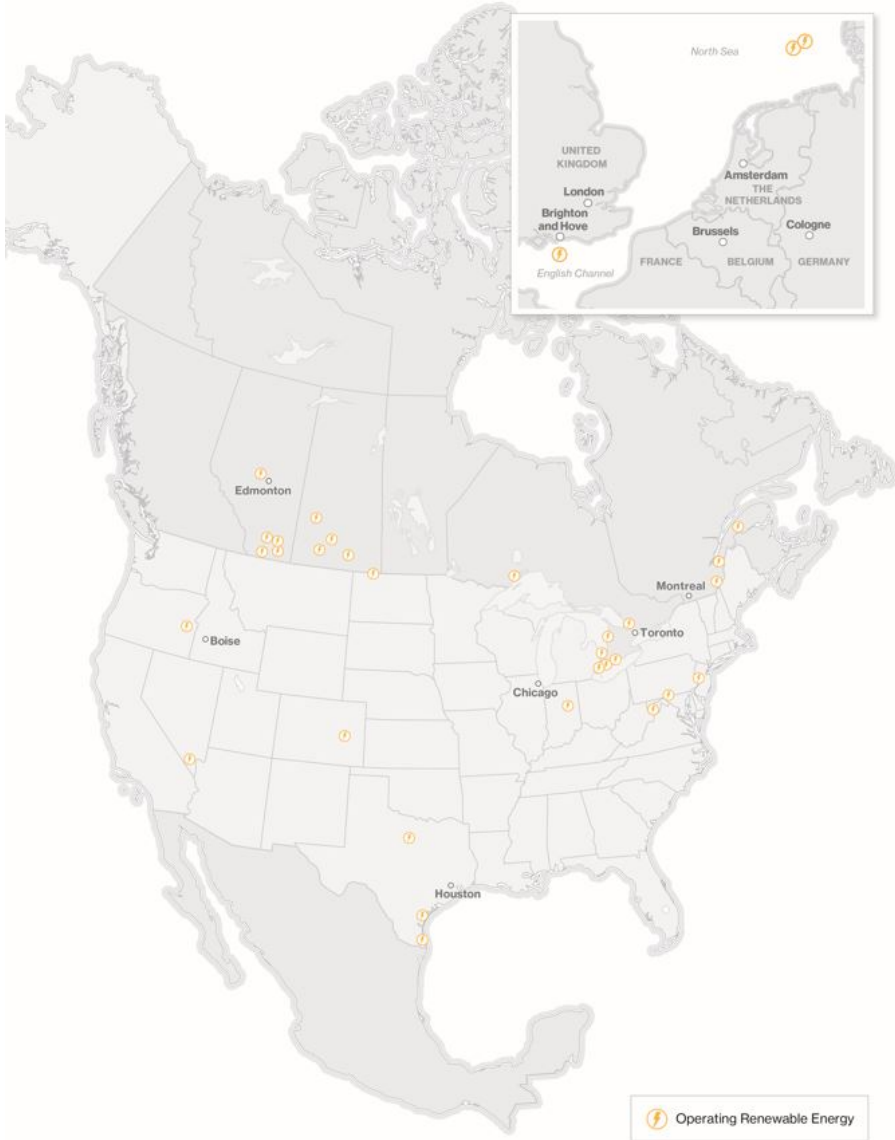 North Sea
UNITED
KINGDOM
Amsterdam
THE
NETHERLANDS
London
Brighton
and Hove
Brussels
Cologne
English Channel
FRANCE
BELGIUM
GERMANY
Edmonton
Montreal
Toronto
Boise
Chicago
Houston
Operating Renewable Energy